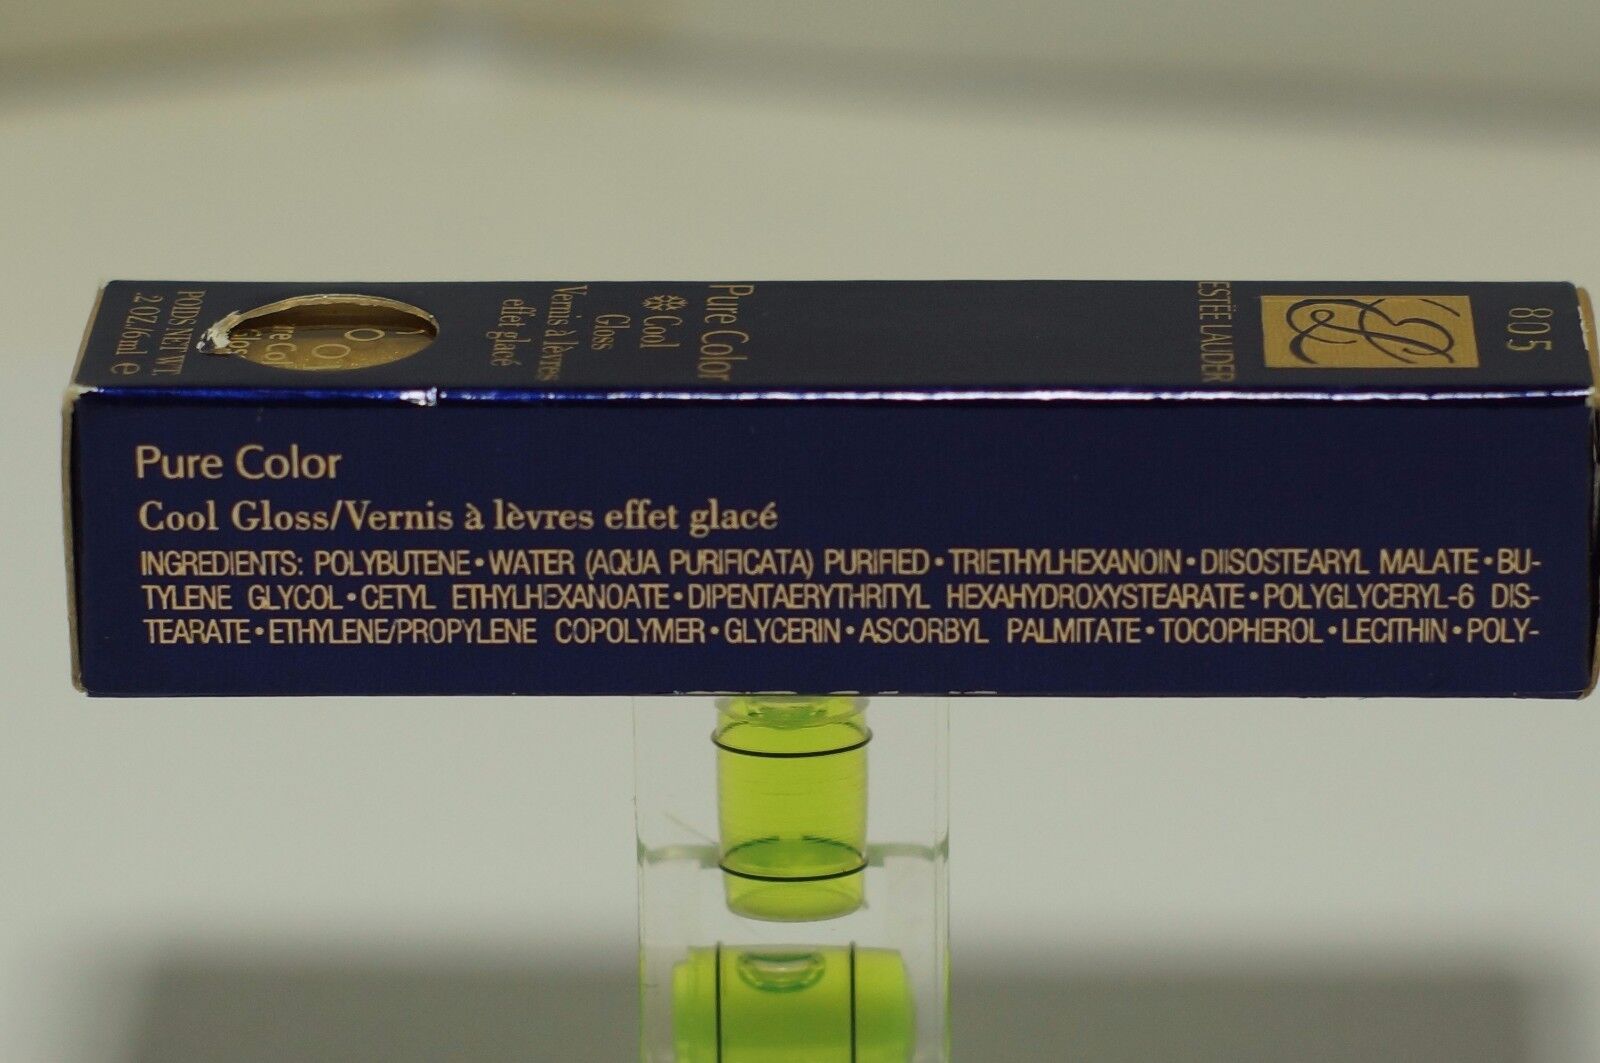 POIDS NET WT.
.2 OZ./6ml e
Pure Color
Cool
Gloss
Vernis à lèvres
effet glacé
ESTĒE LAUDER
805
Pure Color
Cool Gloss/Vernis à lèvres effet glacé
INGREDIENTS: POLYBUTENE • WATER (AQUA PURIFICATA) PURIFIED • TRIETHYLHEXANOIN • DIISOSTEARYL MALATE • BU-
TYLENE GLYCOL • CETYL ETHYLHEXANOATE • DIPENTAERYTHRITYL HEXAHYDROXYSTEARATE • POLYGLYCERYL-6 DIS-
TEARATE • ETHYLENE/PROPYLENE COPOLYMER • GLYCERIN • ASCORBYL PALMITATE • TOCOPHEROL • LECITHIN • POLY-